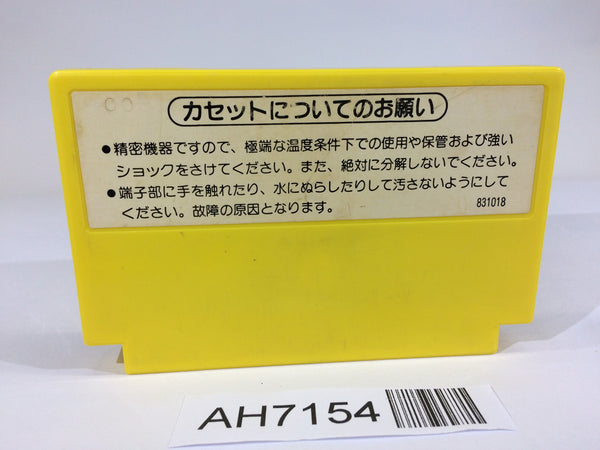 カセットについてのお願い
●精密機器ですので、極端な温度条件下での使用や保管および強い
ショックをさけてください。また、絶対に分解しないでください。
●端子部に手を触れたり、水にぬらしたりして汚さないようにして
ください。故障の原因となります。
831018
AH7154